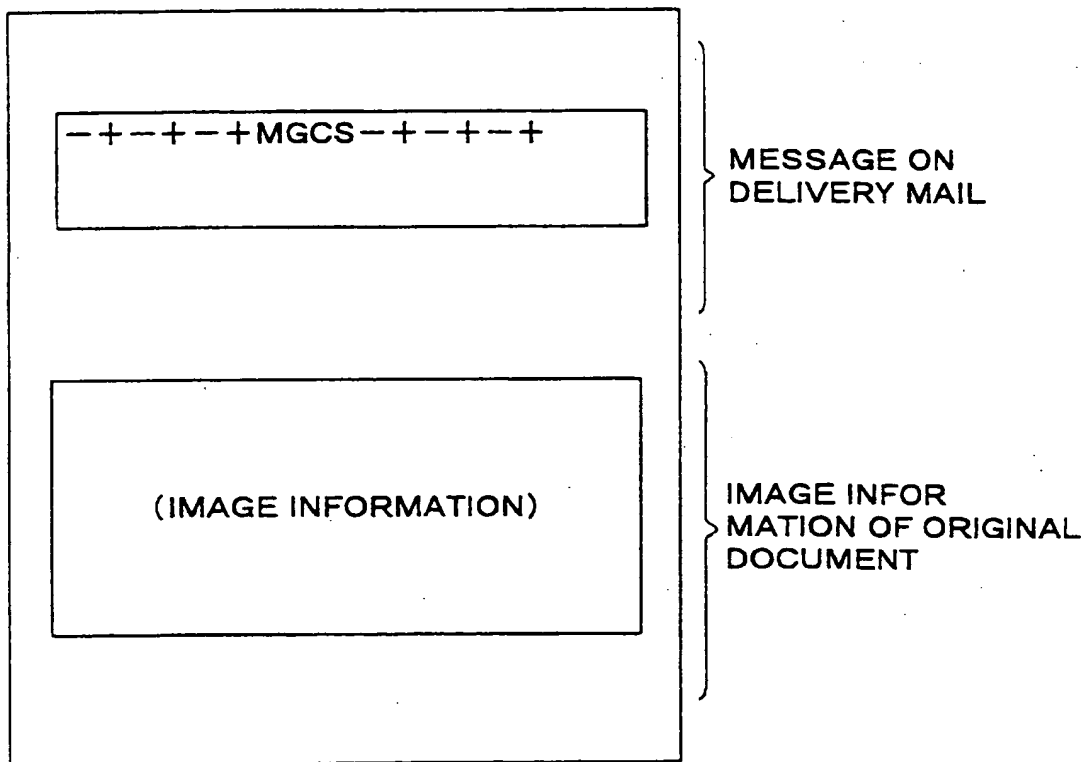 −+−+−+MGCS−+−+−+
MESSAGE ON
DELIVERY MAIL
(IMAGE INFORMATION)
IMAGE INFOR
MATION OF ORIGINAL
DOCUMENT